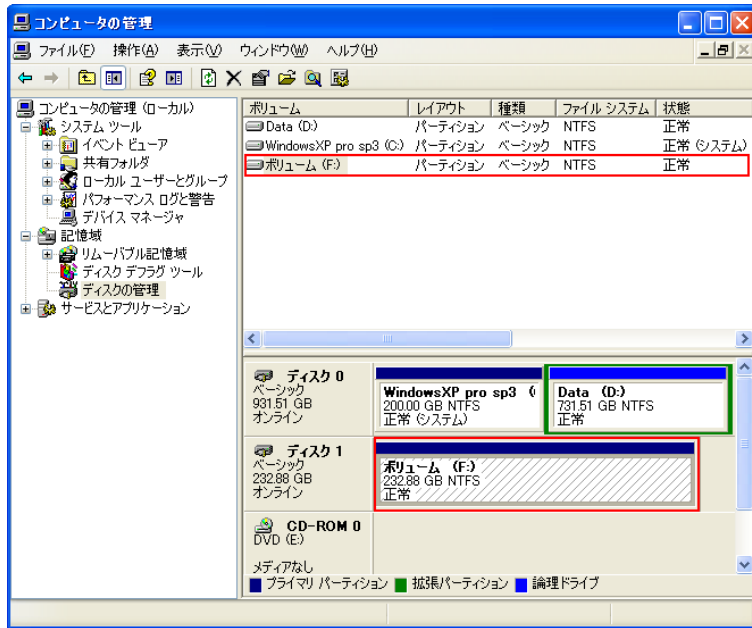 コンピュータの管理
ファイル(F) 操作(A) 表示(V) ウィンドウ(W) ヘルプ(H)
コンピュータの管理 (ローカル)
システム ツール
イベント ビューア
共有フォルダ
ローカル ユーザーとグループ
パフォーマンス ログと警告
デバイス マネージャ
記憶域
リムーバブル記憶域
ディスク デフラグ ツール
ディスクの管理
サービスとアプリケーション
ボリューム レイアウト 種類 ファイル システム 状態
Data (D:) パーティション ベーシック NTFS 正常
WindowsXP pro sp3 (C:) パーティション ベーシック NTFS 正常 (システム)
ボリューム (F:) パーティション ベーシック NTFS 正常
ディスク 0
ベーシック
931.51 GB
オンライン
WindowsXP pro sp3 (
200.00 GB NTFS
正常 (システム)
Data (D:)
731.51 GB NTFS
正常
ディスク 1
ベーシック
232.88 GB
オンライン
ボリューム (F:)
232.88 GB NTFS
正常
CD-ROM 0
DVD (E:)
メディアなし
プライマリ パーティション 拡張パーティション 論理ドライブ